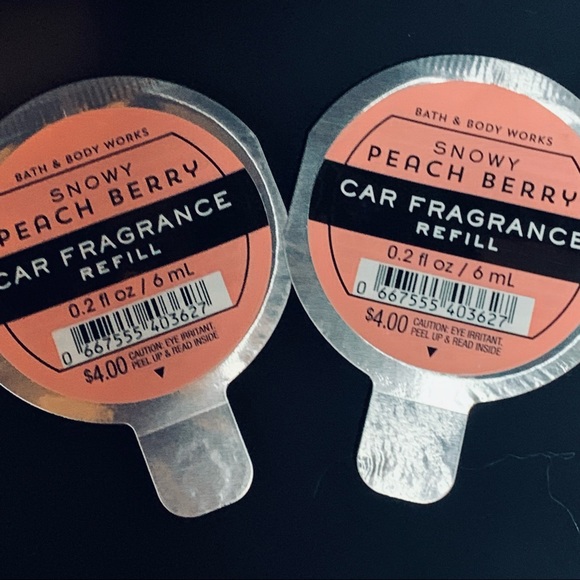 BATH & BODY WORKS
SNOWY
PEACH BERRY
CAR FRAGRANCE
REFILL
0.2 fl oz / 6 mL
0 667555 403627
$4.00 CAUTION: EYE IRRITANT.
PEEL UP & READ INSIDE
BATH & BODY WORKS
SNOWY
PEACH BERRY
CAR FRAGRANCE
REFILL
0.2 fl oz / 6 mL
0 667555 403627
$4.00 CAUTION: EYE IRRITANT.
PEEL UP & READ INSIDE